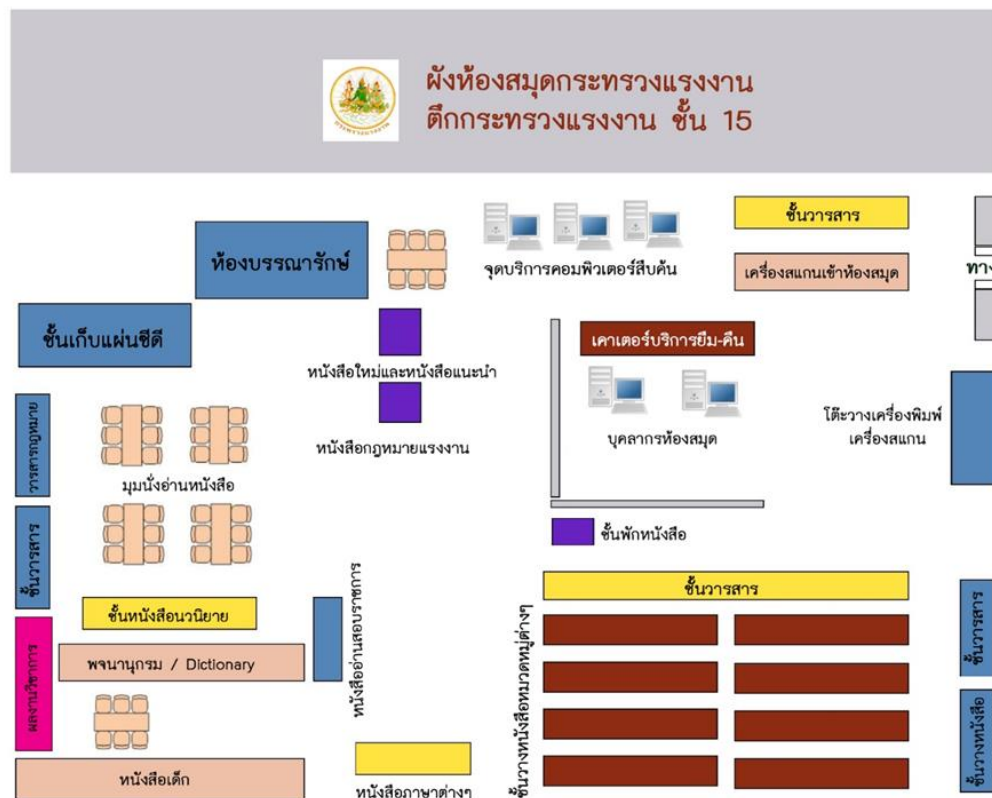 ผังห้องสมุดกระทรวงแรงงาน
ตึกกระทรวงแรงงาน ชั้น 15
กระทรวงแรงงาน
ชั้นวารสาร
ห้องบรรณารักษ์
จุดบริการคอมพิวเตอร์สืบค้น
เครื่องสแกนเข้าห้องสมุด
ทาง
ชั้นเก็บแผ่นซีดี
เคาเตอร์บริการยืม-คืน
หนังสือใหม่และหนังสือแนะนำ
โต๊ะวางเครื่องพิมพ์
เครื่องสแกน
บุคลากรห้องสมุด
หนังสือกฎหมายแรงงาน
วารสารกฎหมาย
มุมนั่งอ่านหนังสือ
ชั้นพักหนังสือ
ชั้นวารสาร
ชั้นวารสาร
ชั้นวารสาร
ชั้นหนังสือนวนิยาย
หนังสืออ่านสอบราชการ
ชั้นวางหนังสือหมวดหมู่ต่างๆ
พจนานุกรม / Dictionary
ผลงานวิชาการ
ชั้นวางหนังสือ
หนังสือเด็ก
หนังสือภาษาต่างๆ